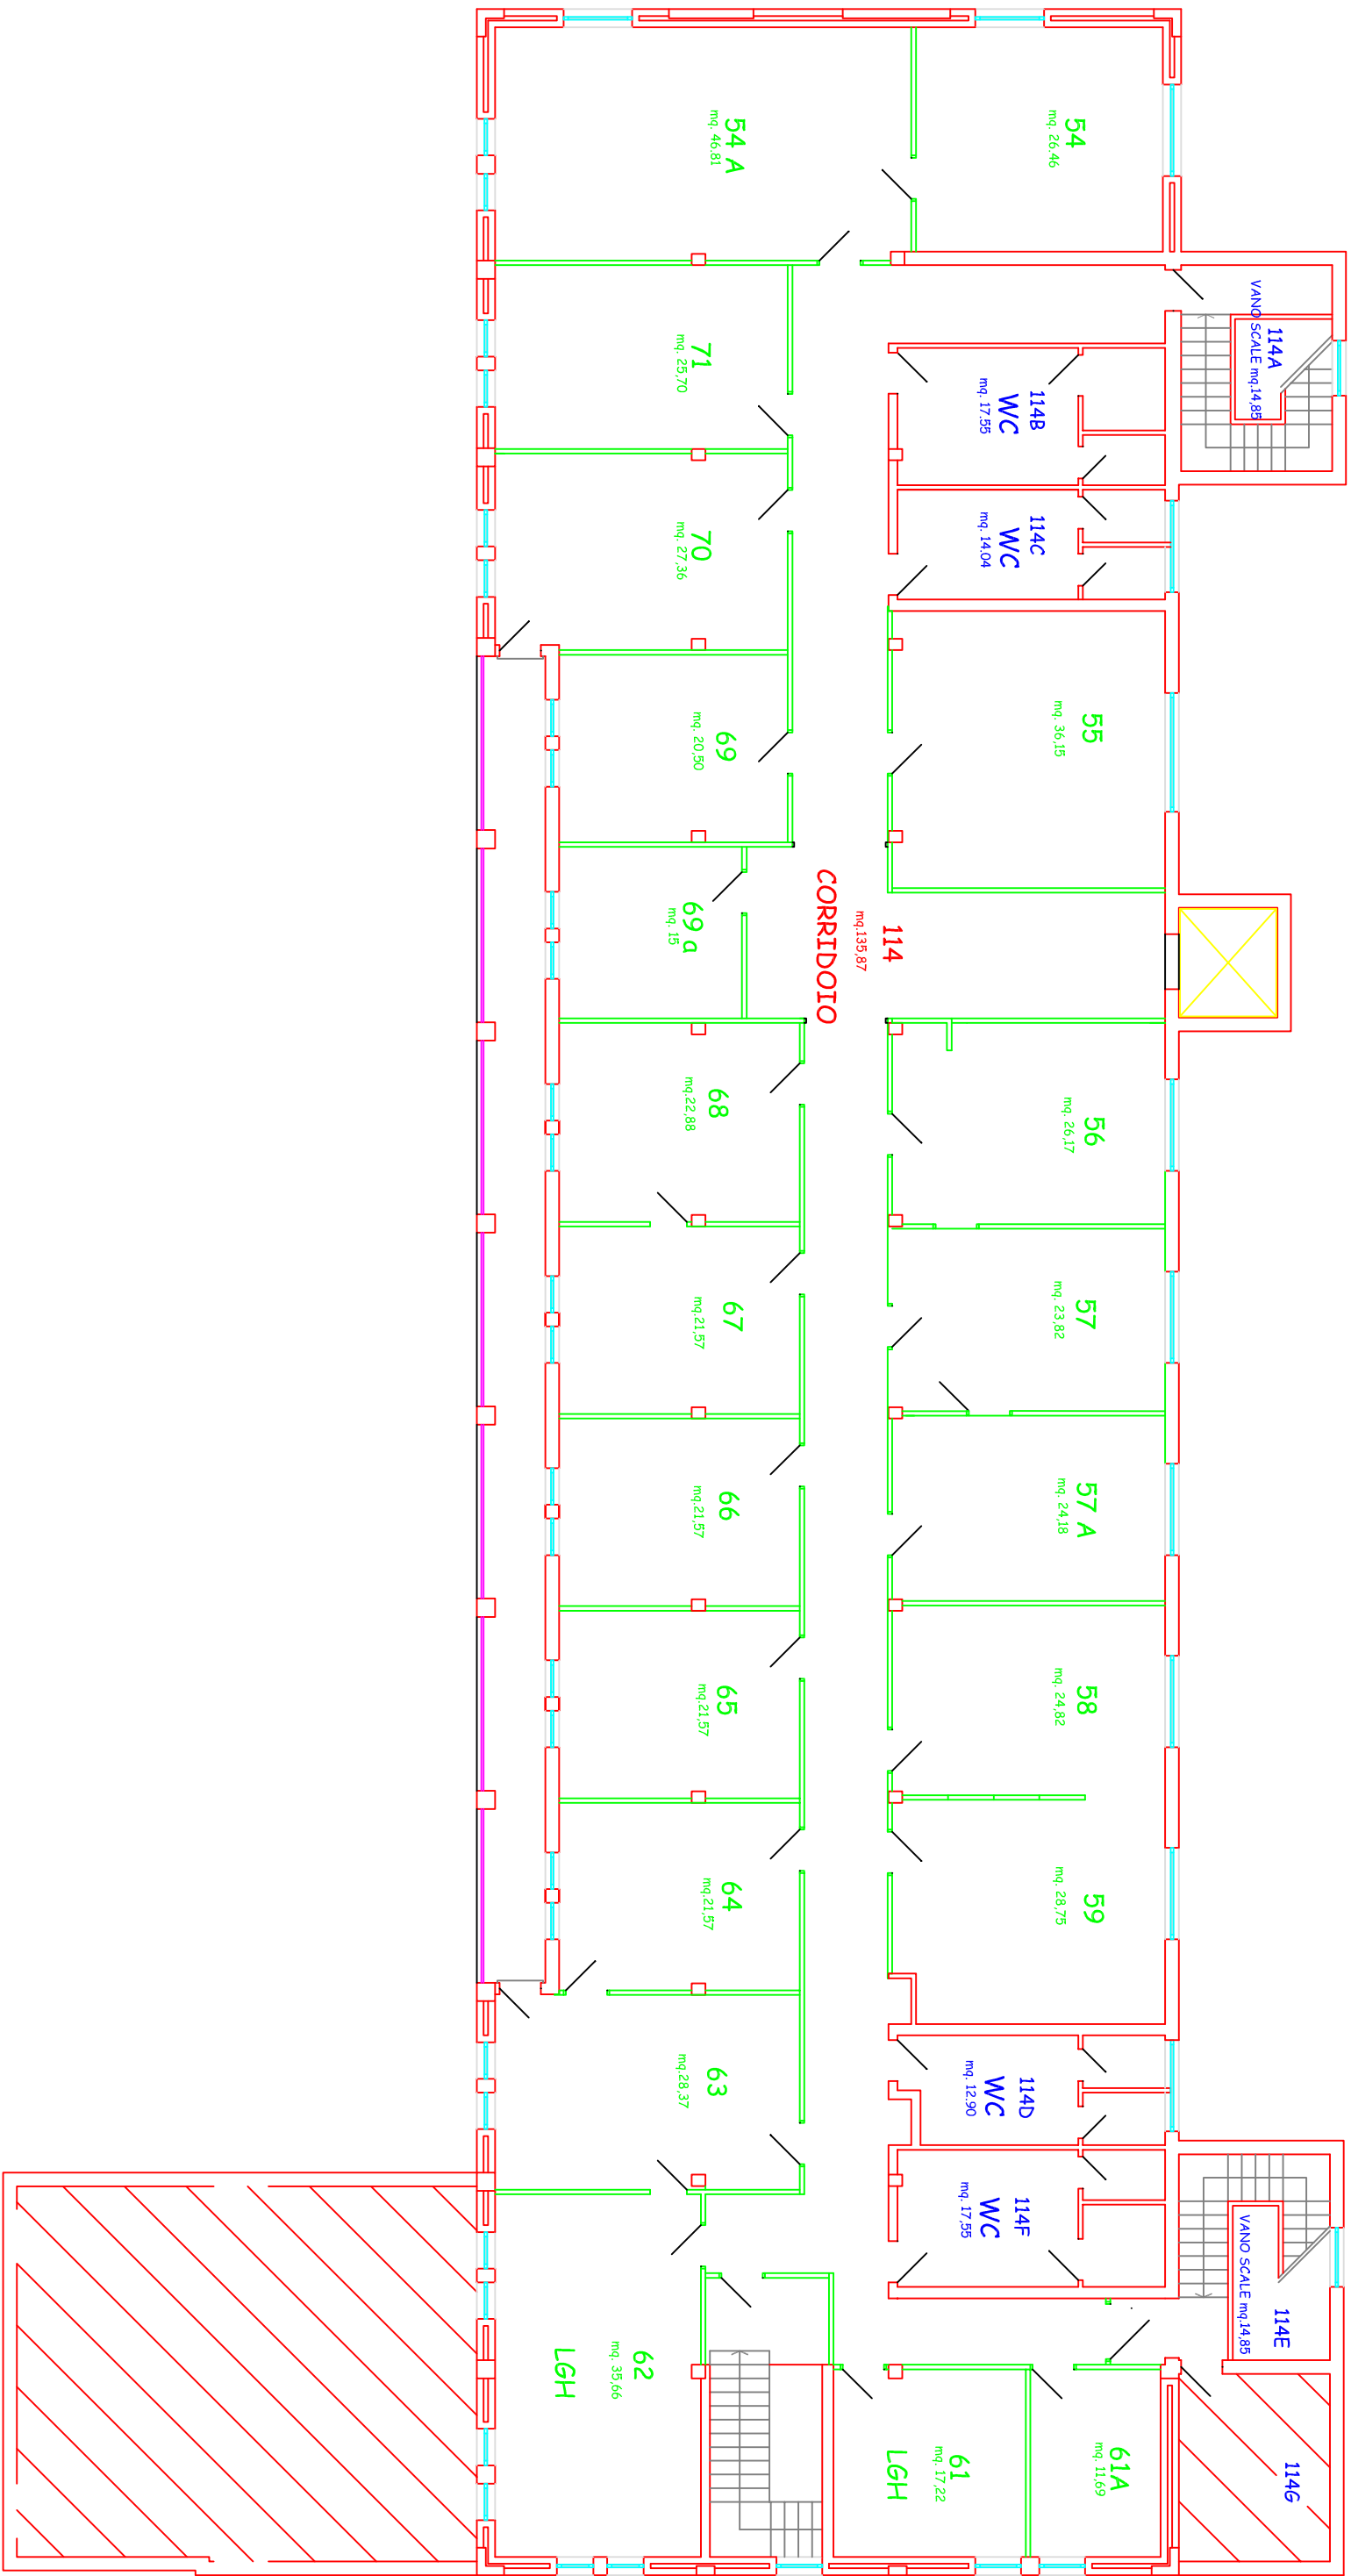 54
mq. 26.46
54 A
mq. 46.81
114A
VANO SCALE mq.14,85
71
mq. 25,70
114B
WC
mq. 17.55
70
mq. 27,36
114C
WC
mq. 14.04
55
mq. 36,15
69
mq. 20,50
69 a
mq. 15
114
mq.135,87
CORRIDOIO
56
mq. 26,17
68
mq.22,88
57
mq. 23,82
67
mq.21,57
57 A
mq. 24,18
66
mq.21,57
58
mq. 24,82
65
mq.21,57
59
mq. 28,75
64
mq.21,57
114D
WC
mq. 12.90
63
mq.28,37
114F
WC
mq. 17,55
114E
VANO SCALE mq.14,85
62
mq. 35,66
LGH
61
mq. 17,22
LGH
61A
mq. 11,69
114G